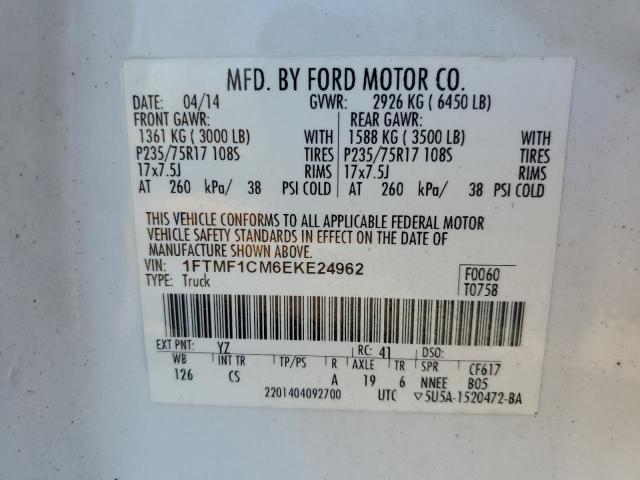 MFD. BY FORD MOTOR CO.
DATE: 04/14 GVWR: 2926 KG ( 6450 LB)
FRONT GAWR: REAR GAWR:
1361 KG ( 3000 LB) WITH 1588 KG ( 3500 LB) WITH
P235/75R17 108S TIRES P235/75R17 108S TIRES
17x7.5J RIMS 17x7.5J RIMS
AT 260 kPa/ 38 PSI COLD AT 260 kPa/ 38 PSI COLD
THIS VEHICLE CONFORMS TO ALL APPLICABLE FEDERAL MOTOR
VEHICLE SAFETY STANDARDS IN EFFECT ON THE DATE OF
MANUFACTURE SHOWN ABOVE.
VIN: 1FTMF1CM6EKE24962 F0060
TYPE: Truck T0758
EXT PNT: YZ RC: 41 DSO:
WB INT TR TP/PS R AXLE TR SPR CF617
126 CS A 19 6 NNEE B05
2201404092700 UTC ▽5U5A-1520472-BA